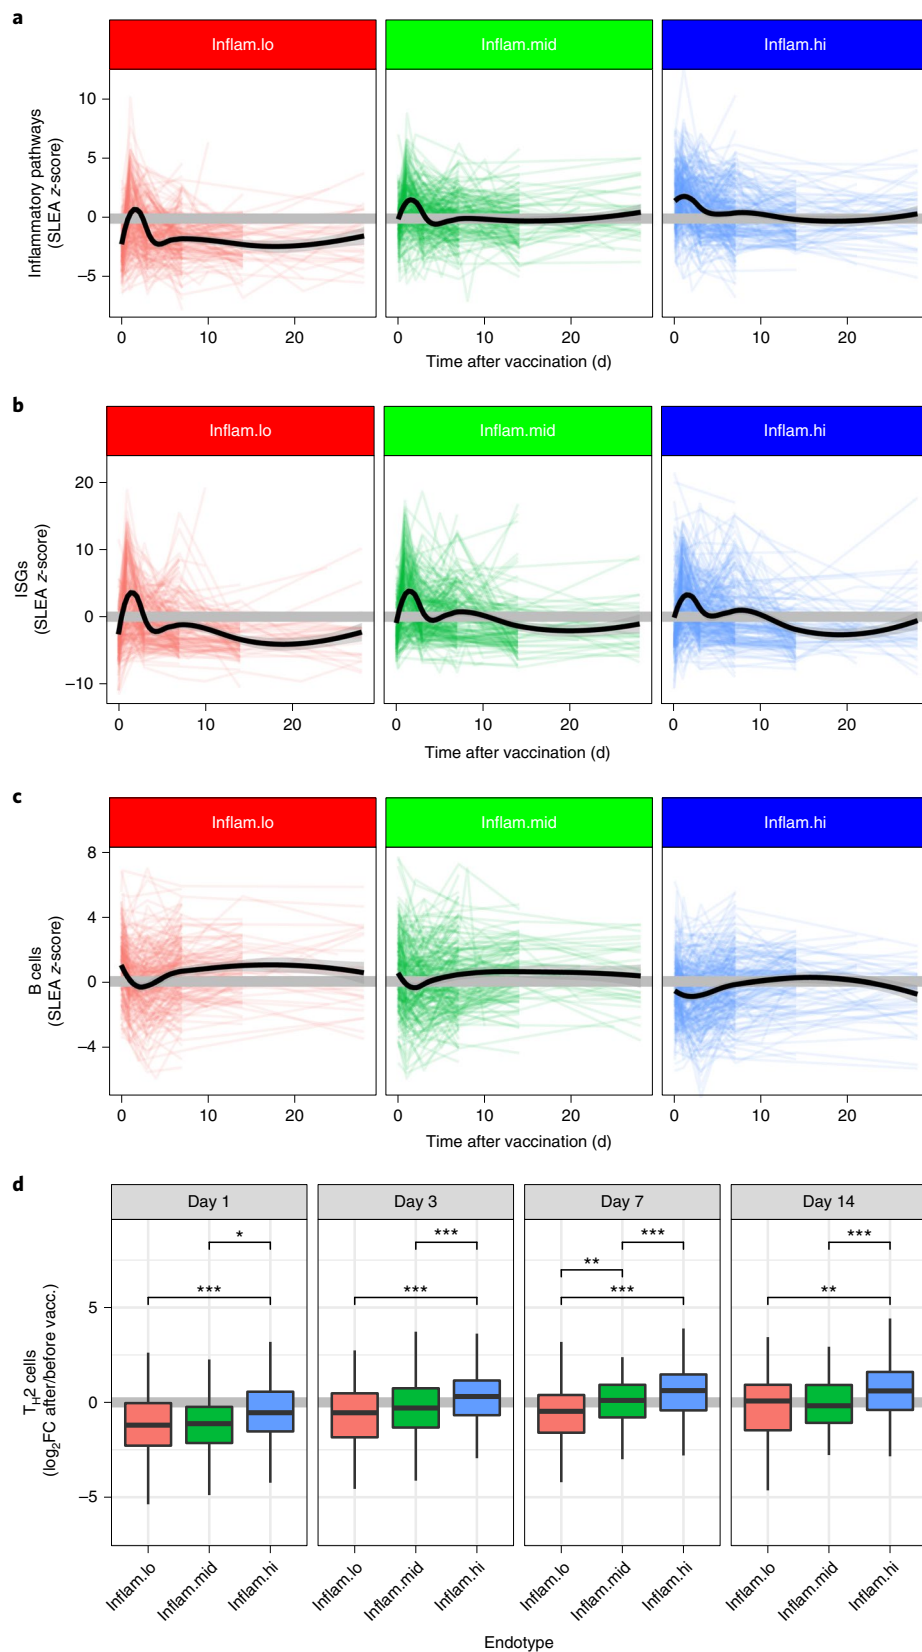 a
Inflam.lo Inflam.mid Inflam.hi
Inflammatory pathways
(SLEA z-score)
10
5
0
−5
0 10 20 0 10 20 0 10 20
Time after vaccination (d)
b
Inflam.lo Inflam.mid Inflam.hi
ISGs
(SLEA z-score)
20
10
0
−10
0 10 20 0 10 20 0 10 20
Time after vaccination (d)
c
Inflam.lo Inflam.mid Inflam.hi
B cells
(SLEA z-score)
8
4
0
−4
0 10 20 0 10 20 0 10 20
Time after vaccination (d)
d
Day 1 Day 3 Day 7 Day 14
TH2 cells
(log2FC after/before vacc.)
* *** *** ***
**
*** *** *** **
5
0
−5
Inflam.lo Inflam.mid Inflam.hi Inflam.lo Inflam.mid Inflam.hi Inflam.lo Inflam.mid Inflam.hi Inflam.lo Inflam.mid Inflam.hi
Endotype